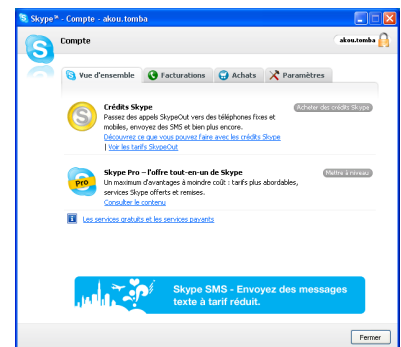 Skype™ - Compte - akou.tomba
Compte
akou.tomba
Vue d'ensemble
Facturations
Achats
Paramètres
Crédits Skype
Acheter des crédits Skype
Passez des appels SkypeOut vers des téléphones fixes et
mobiles, envoyez des SMS et bien plus encore.
Découvrez ce que vous pouvez faire avec les crédits Skype
| Voir les tarifs SkypeOut
Skype Pro – l'offre tout-en-un de Skype
Mettre à niveau
Un maximum d'avantages à moindre coût : tarifs plus abordables,
services Skype offerts et remises.
Consulter le contenu
PRO
Les services gratuits et les services payants
Skype SMS - Envoyez des messages
texte à tarif réduit.
Fermer